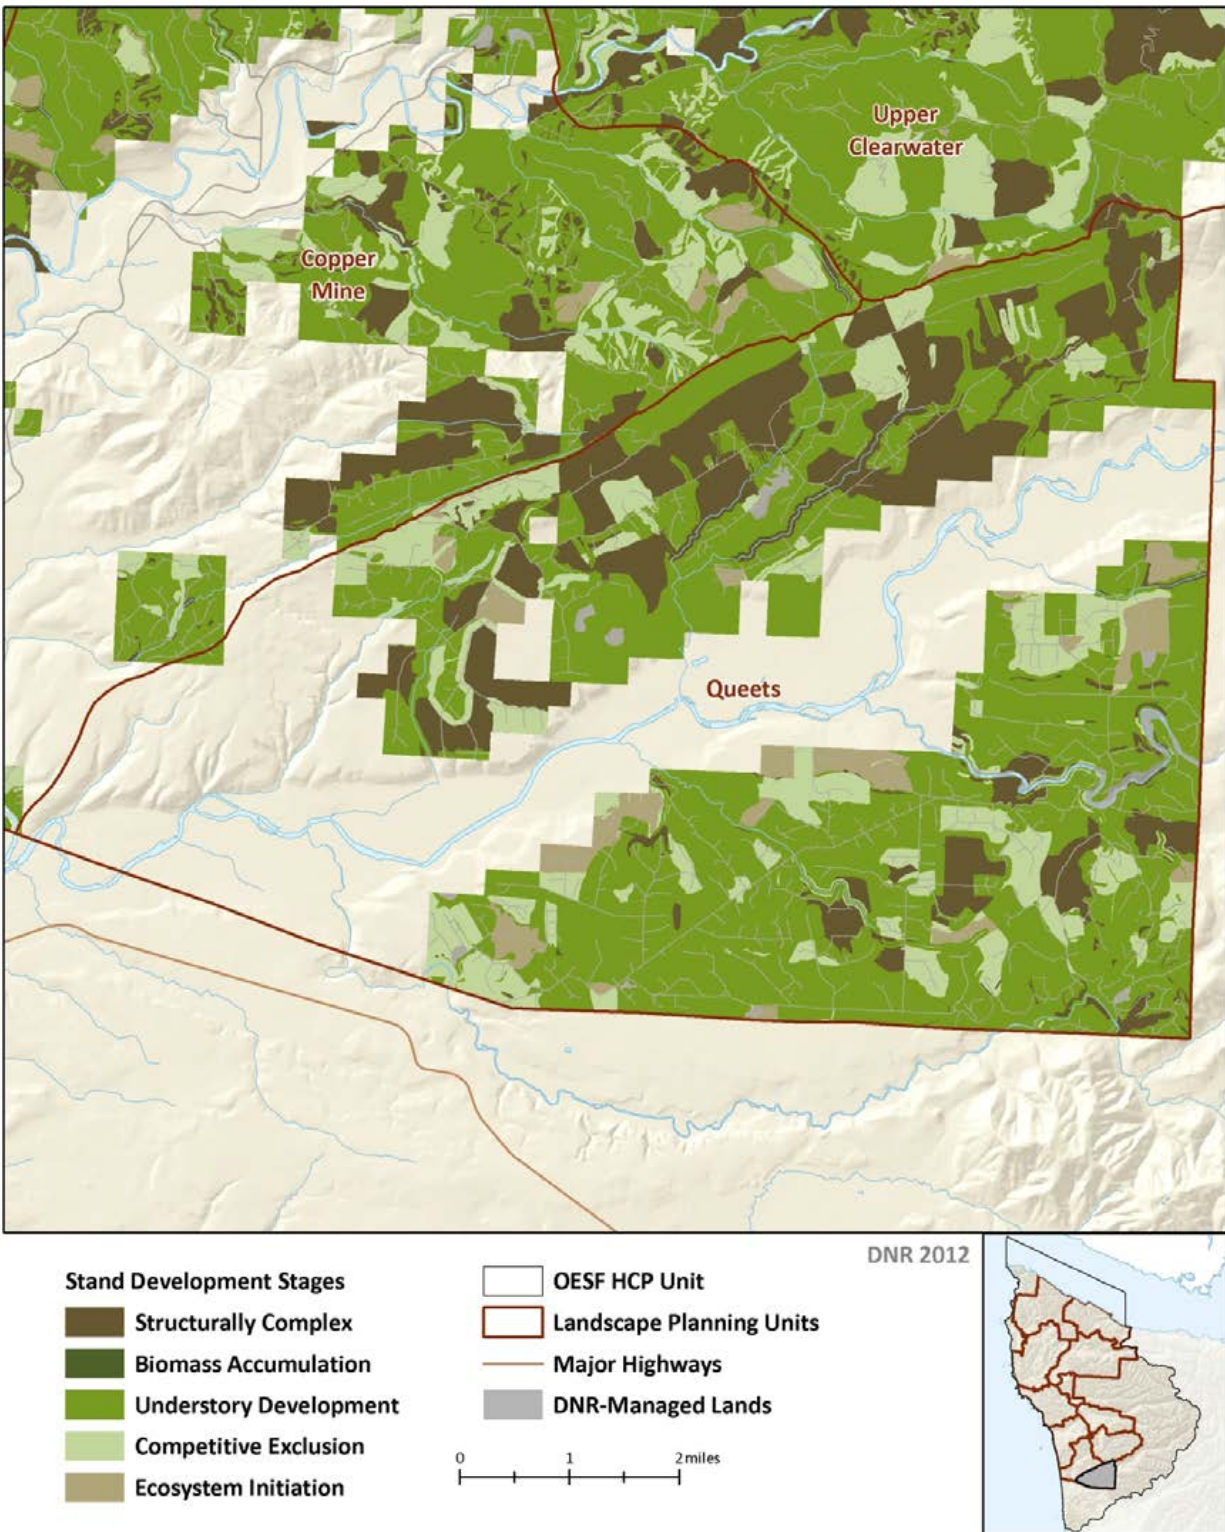 Upper
Clearwater
Copper
Mine
Queets
DNR 2012
Stand Development Stages
Structurally Complex
Biomass Accumulation
Understory Development
Competitive Exclusion
Ecosystem Initiation
OESF HCP Unit
Landscape Planning Units
Major Highways
DNR-Managed Lands
0 1 2 miles